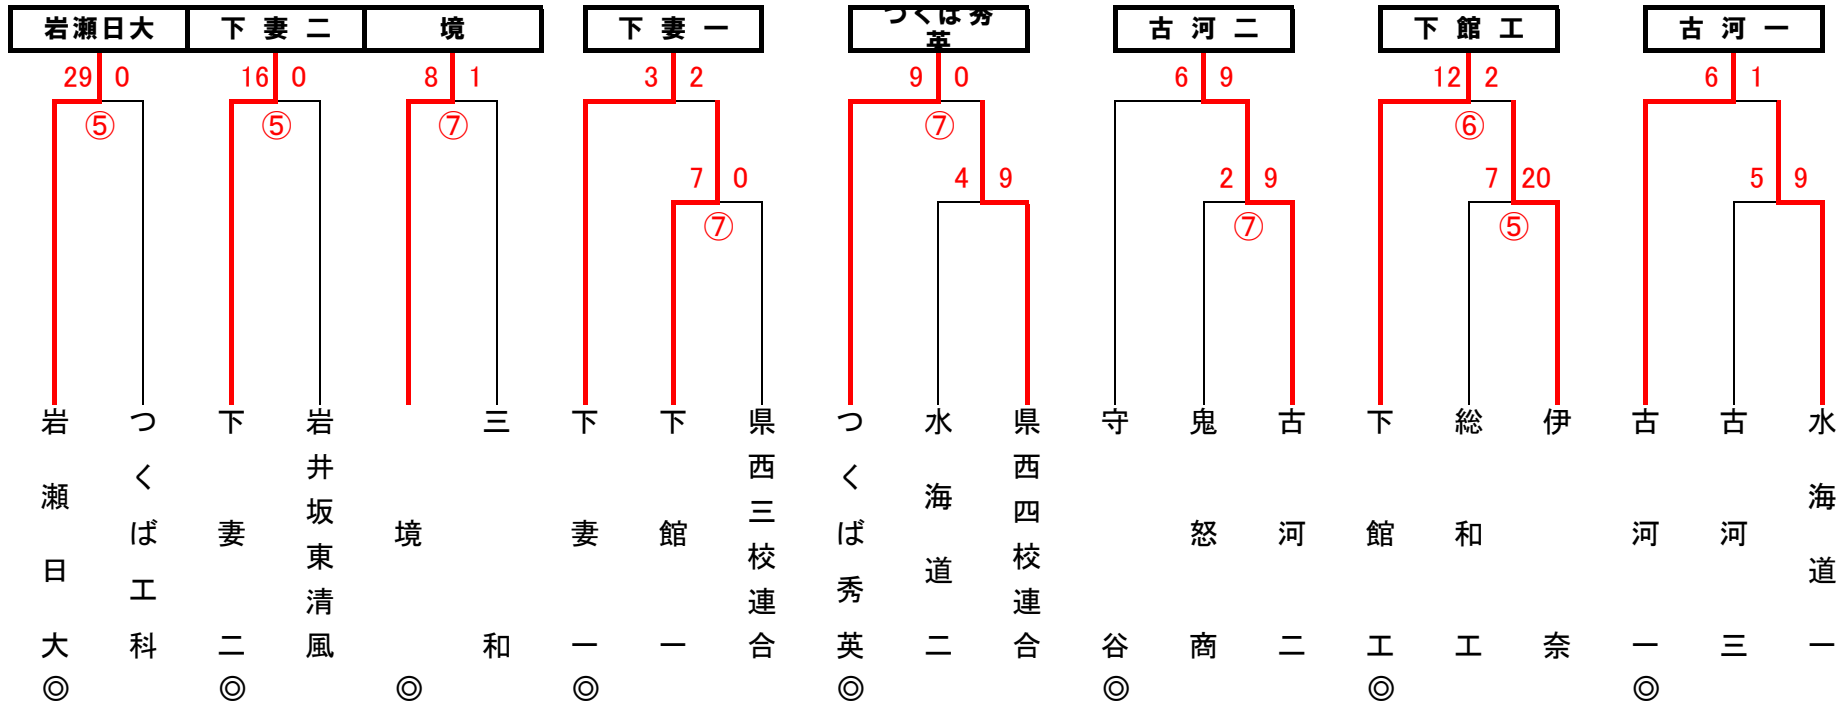 岩瀬日大 下妻二 境 下妻一 つくば秀英 古河二 下館工 古河一
29 0 16 0 8 1 3 2 9 0 6 9 12 2 6 1
⑤ ⑤ ⑦ ⑦ ⑥
7 0 4 9 2 9 7 20 5 9
⑦ ⑦ ⑤
岩瀬日大
つくば工科
下妻二
岩井坂東清風
境
三和
下妻一
下館一
県西三校連合
つくば秀英
水海道二
県西四校連合
守谷
鬼怒商
古河二
下館工
総和工
伊奈
古河一
古河三
水海道一
◎ ◎ ◎ ◎ ◎ ◎ ◎ ◎